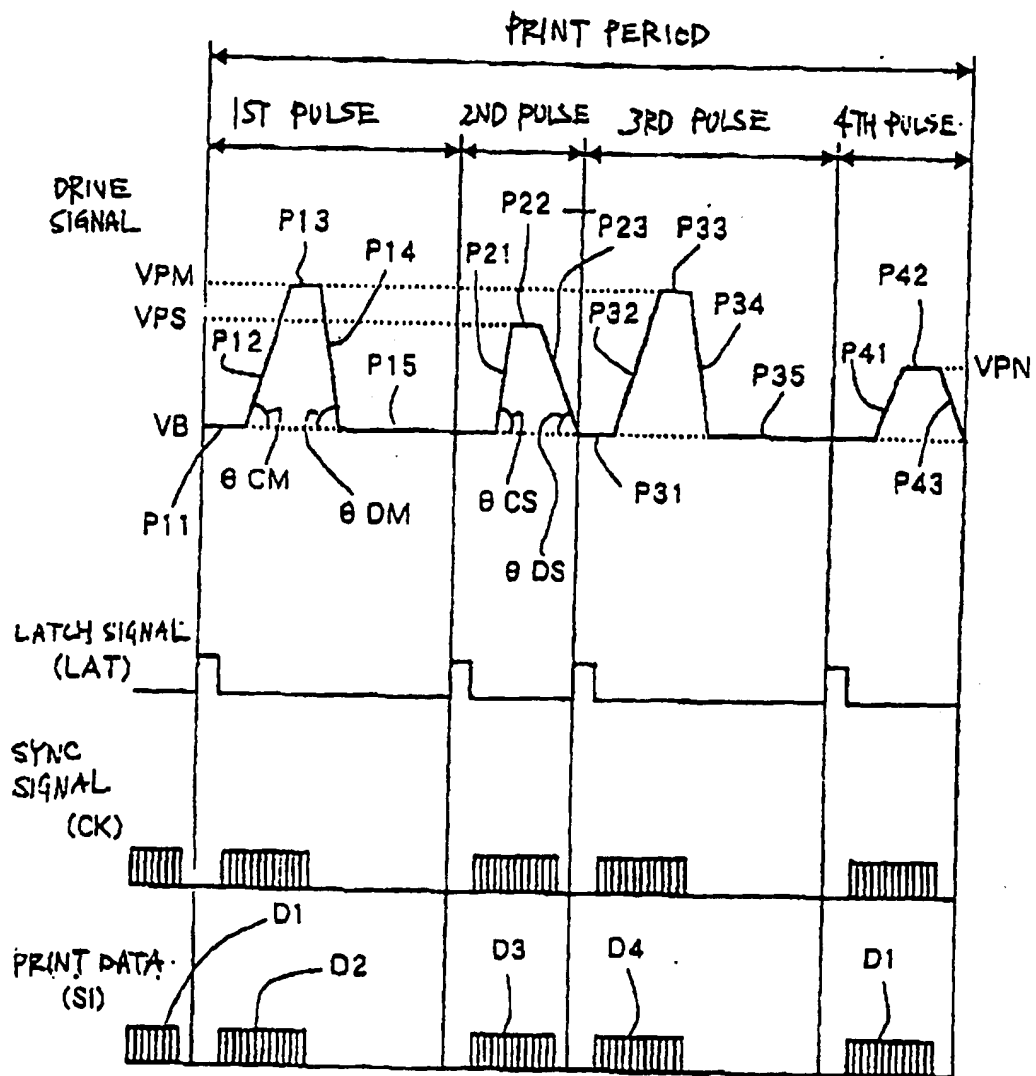 PRINT PERIOD
1ST PULSE
2ND PULSE
3RD PULSE
4TH PULSE.
DRIVE
SIGNAL
P13
P14
P22
P23
P21
P33
P34
P32
P42
P41
VPM
VPS
P12
P15
P35
VPN
VB
P43
P11
θ CM
θ DM
θ CS
θ DS
P31
LATCH SIGNAL
(LAT)
SYNC
SIGNAL
(CK)
D1
D2
D3
D4
D1
PRINT DATA.
(SI)